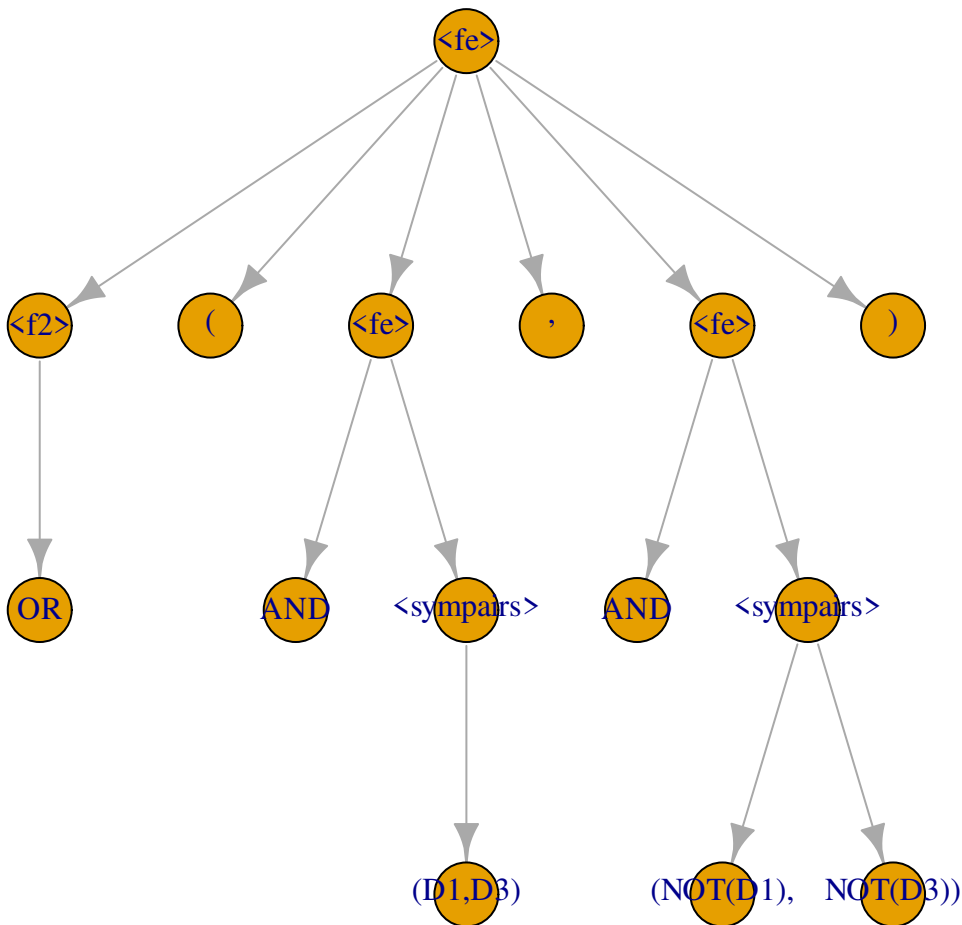 <fe>
<f2> ( <fe> , <fe> )
OR AND <sympairs> AND <sympairs>
(D1,D3) (NOT(D1), NOT(D3))